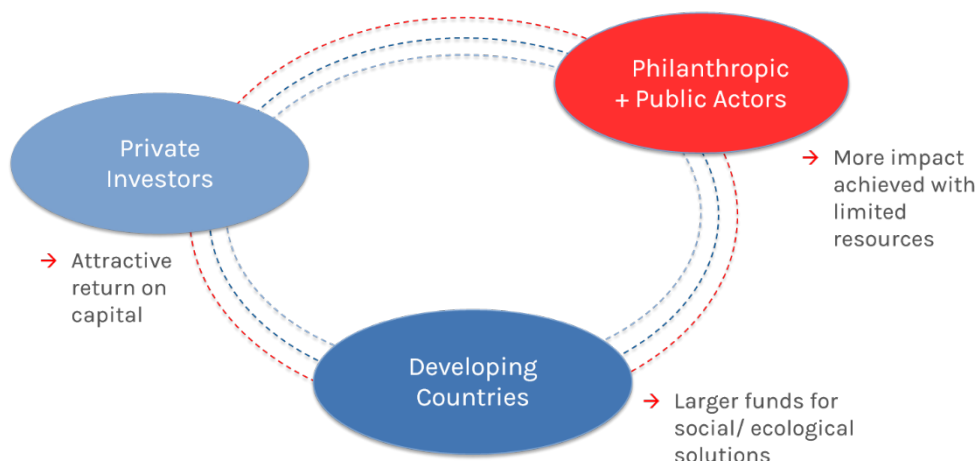 Philanthropic
+ Public Actors
Private
Investors
→ More impact
achieved with
limited
resources
→ Attractive
return on
capital
Developing
Countries
→ Larger funds for
social/ ecological
solutions